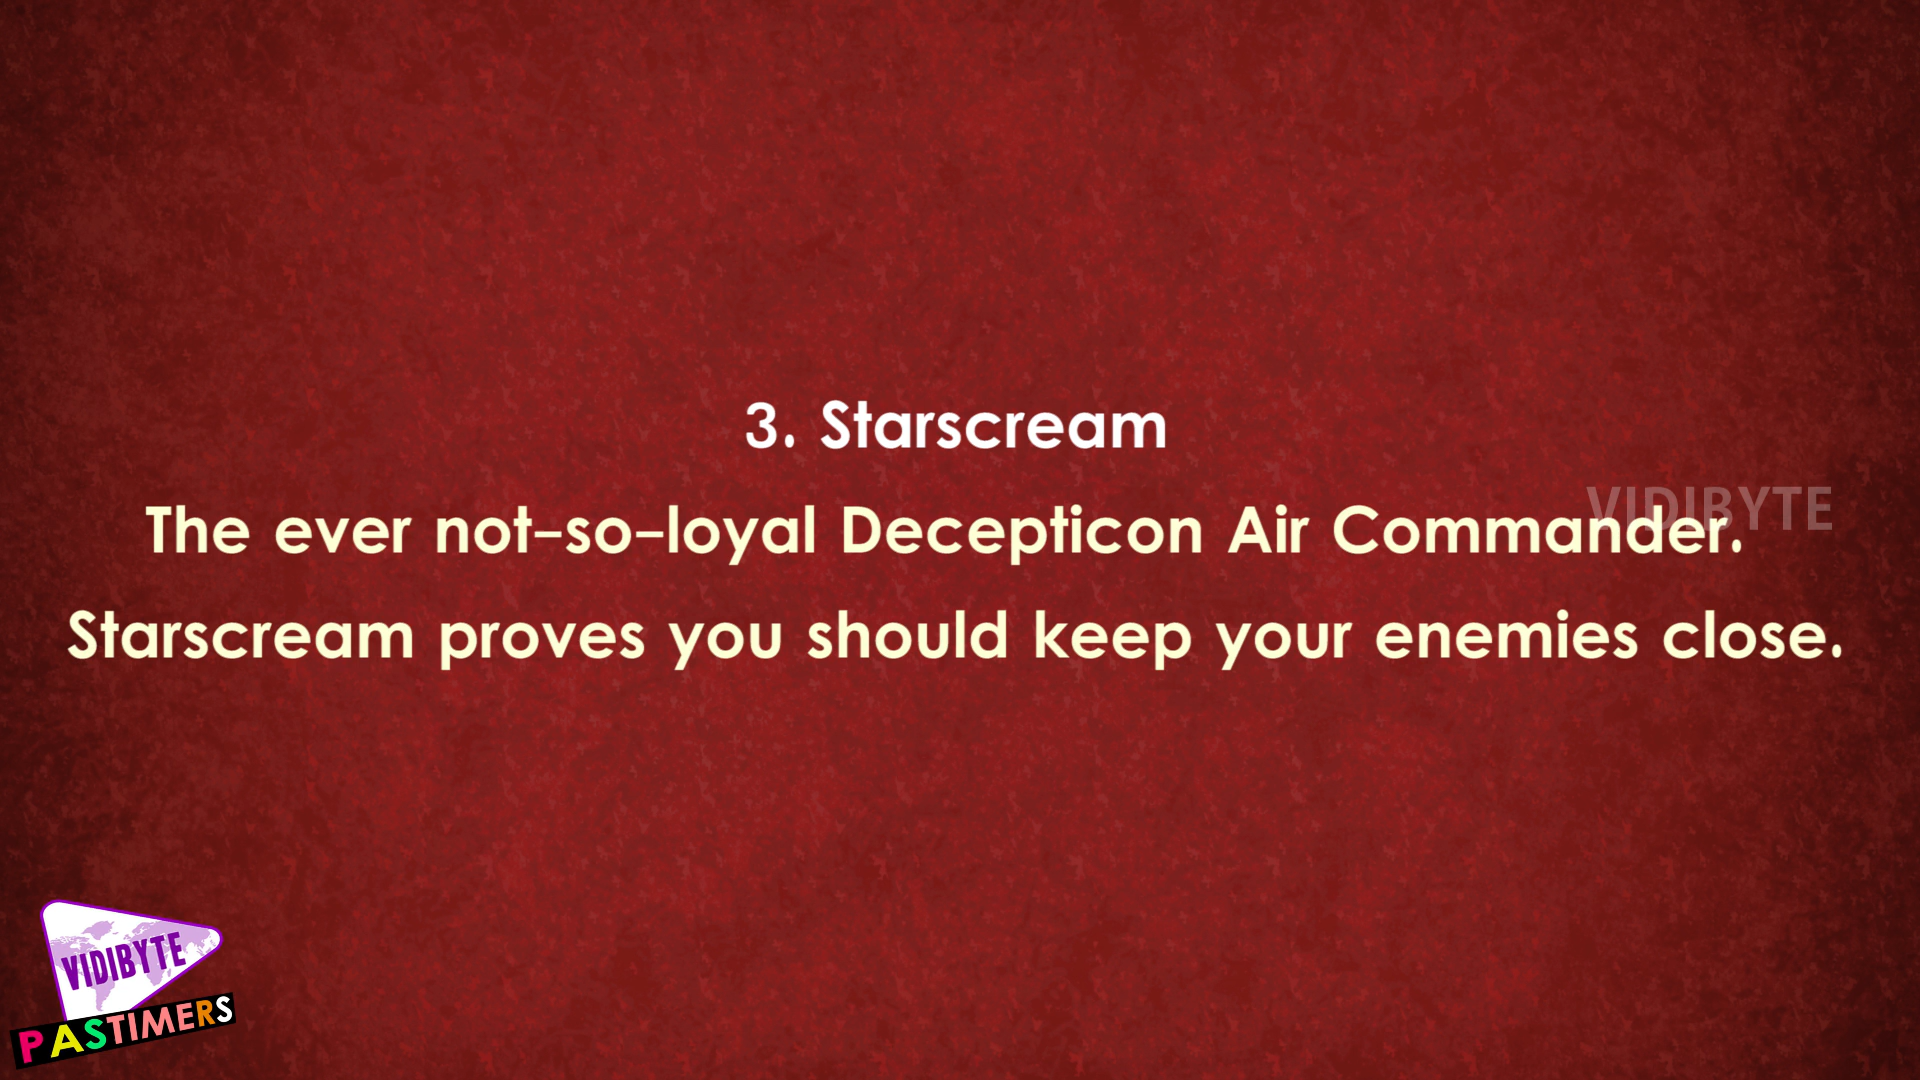 3. Starscream
The ever not-so-loyal Decepticon Air Commander.
Starscream proves you should keep your enemies close.
VIDIBYTE
VIDIBYTE
PASTIMERS